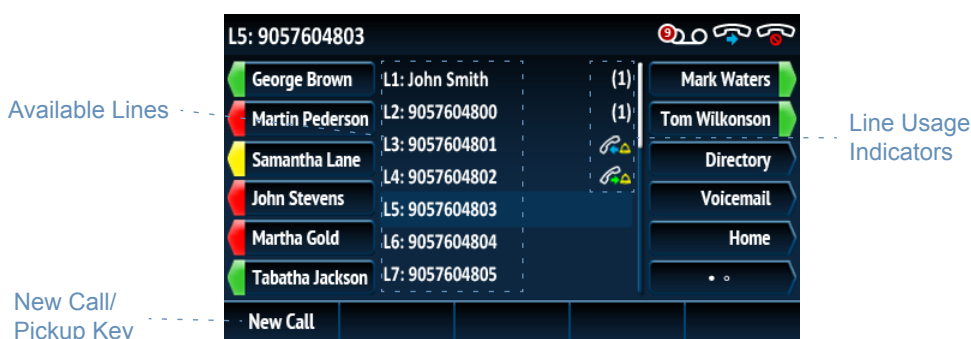 L5: 9057604803
9
George Brown
Martin Pederson
Samantha Lane
John Stevens
Martha Gold
Tabatha Jackson
L1: John Smith (1)
L2: 9057604800 (1)
L3: 9057604801
L4: 9057604802
L5: 9057604803
L6: 9057604804
L7: 9057604805
Mark Waters
Tom Wilkonson
Directory
Voicemail
Home
New Call
Available Lines
Line Usage
Indicators
New Call/
Pickup Key